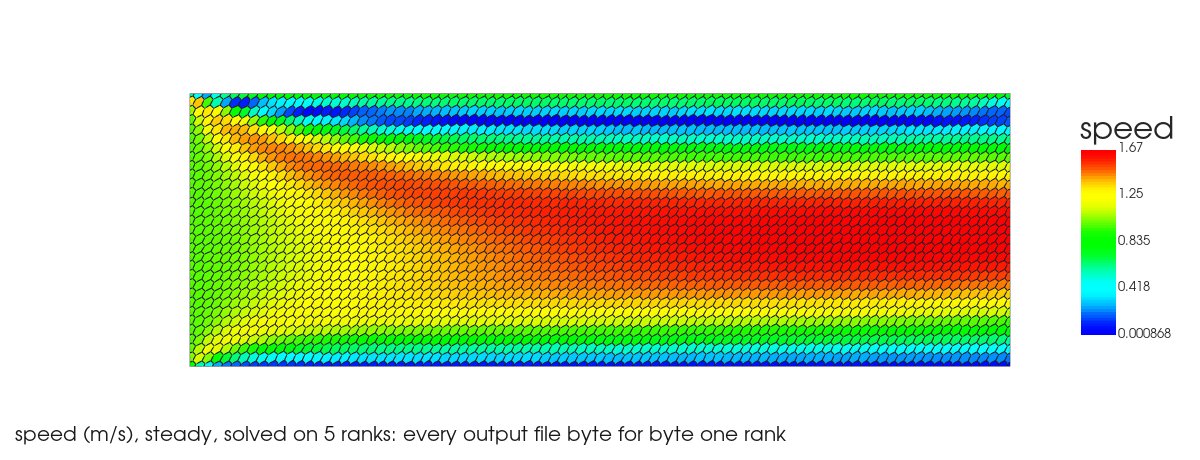 speed
1.67
1.25
0.835
0.418
0.000868
speed (m/s), steady, solved on 5 ranks: every output file byte for byte one rank